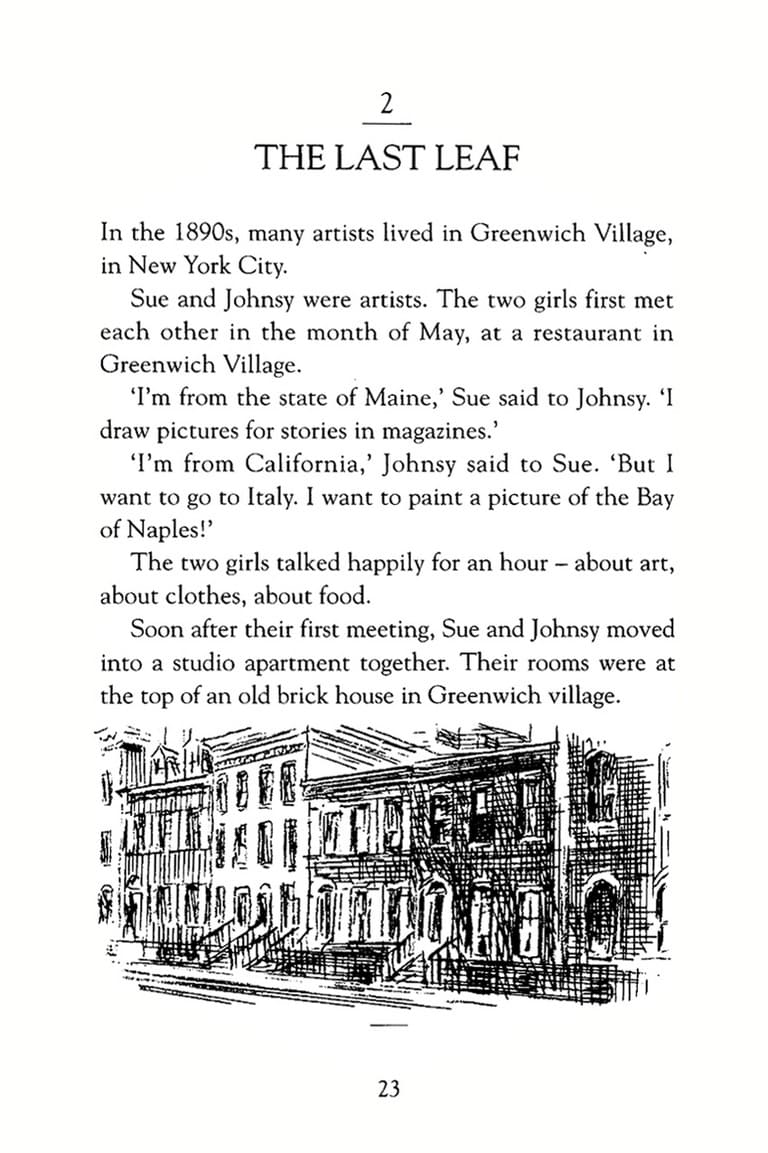 2
THE LAST LEAF
In the 1890s, many artists lived in Greenwich Village,
in New York City.
Sue and Johnsy were artists. The two girls first met
each other in the month of May, at a restaurant in
Greenwich Village.
‘I’m from the state of Maine,’ Sue said to Johnsy. ‘I
draw pictures for stories in magazines.’
‘I’m from California,’ Johnsy said to Sue. ‘But I
want to go to Italy. I want to paint a picture of the Bay
of Naples!’
The two girls talked happily for an hour – about art,
about clothes, about food.
Soon after their first meeting, Sue and Johnsy moved
into a studio apartment together. Their rooms were at
the top of an old brick house in Greenwich village.
23